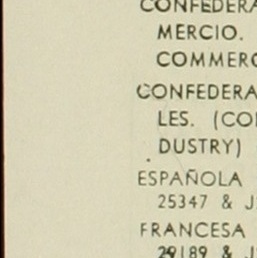 CONFEDERA
MERCIO.
COMMERC
CONFEDERA
LES. (CO
DUSTRY)
ESPAÑOLA
25347 & J
FRANCESA
29189 & J